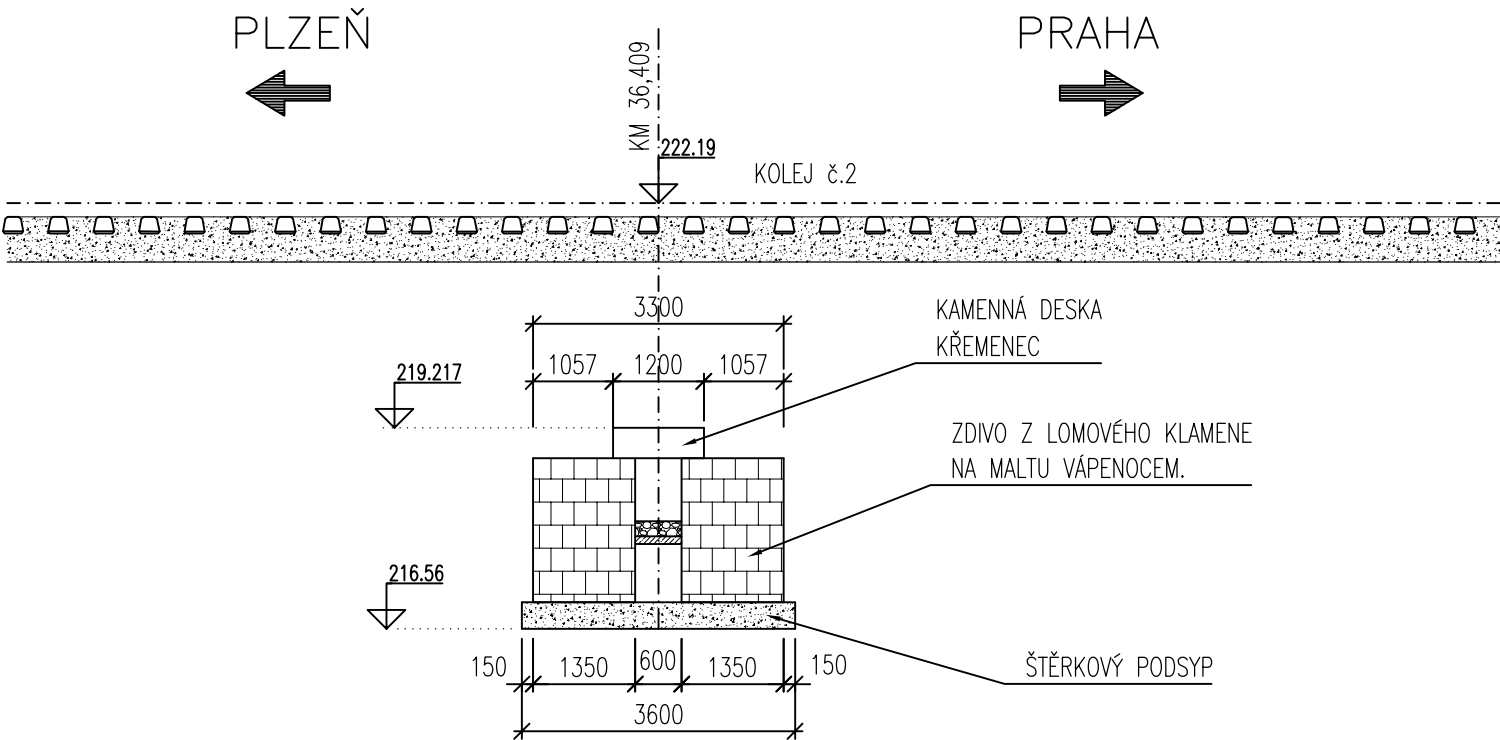 PLZEŇ
PRAHA
KM 36,409
222.19
KOLEJ č.2
3300
1057
1200
1057
219.217
KAMENNÁ DESKA
KŘEMENEC
ZDIVO Z LOMOVÉHO KLAMENE
NA MALTU VÁPENOCEM.
216.56
150
1350
600
1350
150
ŠTĚRKOVÝ PODSYP
3600